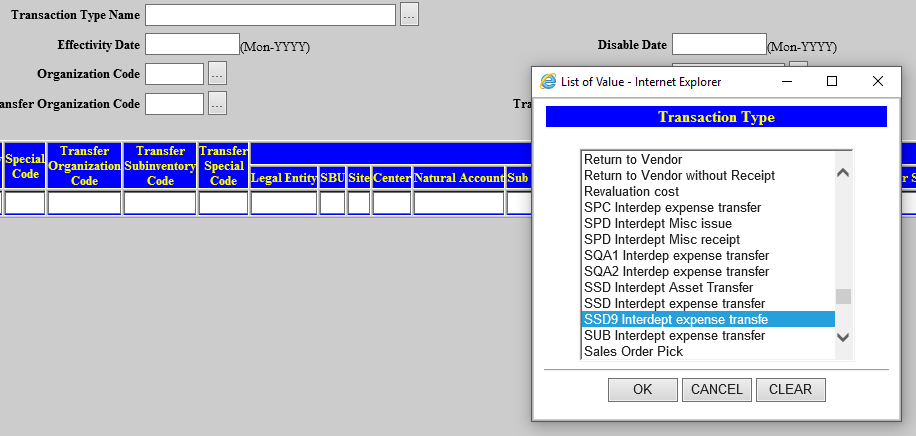 Transaction Type Name ...
Effectivity Date (Mon-YYYY) Disable Date (Mon-YYYY)
Organization Code ...
ansfer Organization Code ... Tra
Special Code
Transfer Organization Code
Transfer Subinventory Code
Transfer Special Code
Legal Entity SBU Site Center Natural Account Sub
r S
List of Value - Internet Explorer
Transaction Type
Return to Vendor
Return to Vendor without Receipt
Revaluation cost
SPC Interdep expense transfer
SPD Interdept Misc issue
SPD Interdept Misc receipt
SQA1 Interdep expense transfer
SQA2 Interdep expense transfer
SSD Interdept Asset Transfer
SSD Interdept expense transfer
SSD9 Interdept expense transfe
SUB Interdept expense transfer
Sales Order Pick
OK CANCEL CLEAR